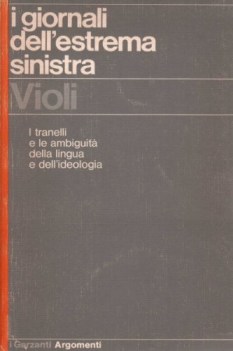 i giornali
dell'estrema
sinistra
Violi
I tranelli
e le ambiguità
della lingua
e dell'ideologia
i Garzanti Argomenti